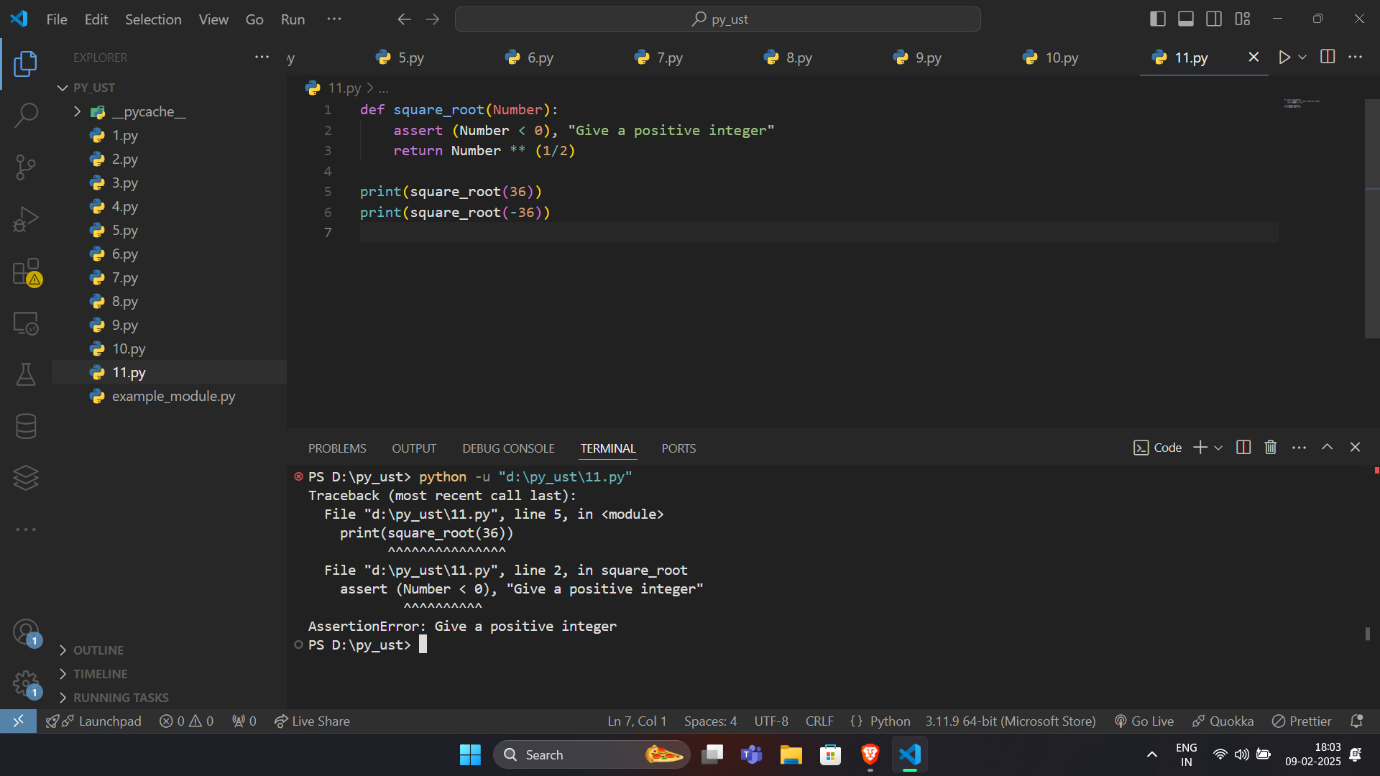 File Edit Selection View Go Run ··· py_ust
EXPLORER ···
y 5.py 6.py 7.py 8.py 9.py 10.py 11.py
PY_UST
__pycache__
1.py
2.py
3.py
4.py
5.py
6.py
7.py
8.py
9.py
10.py
11.py
example_module.py
OUTLINE
TIMELINE
RUNNING TASKS
1
1
11.py > ...
1 def square_root(Number):
2 assert (Number < 0), "Give a positive integer"
3 return Number ** (1/2)
4
5 print(square_root(36))
6 print(square_root(-36))
7
PROBLEMS OUTPUT DEBUG CONSOLE TERMINAL PORTS Code
PS D:\py_ust> python -u "d:\py_ust\11.py"
Traceback (most recent call last):
File "d:\py_ust\11.py", line 5, in <module>
print(square_root(36))
^^^^^^^^^^^^^^^
File "d:\py_ust\11.py", line 2, in square_root
assert (Number < 0), "Give a positive integer"
^^^^^^^^^^
AssertionError: Give a positive integer
PS D:\py_ust>
Launchpad 0 0 0 Live Share Ln 7, Col 1 Spaces: 4 UTF-8 CRLF {} Python 3.11.9 64-bit (Microsoft Store) Go Live Quokka Prettier
Search ENG 18:03
IN 09-02-2025